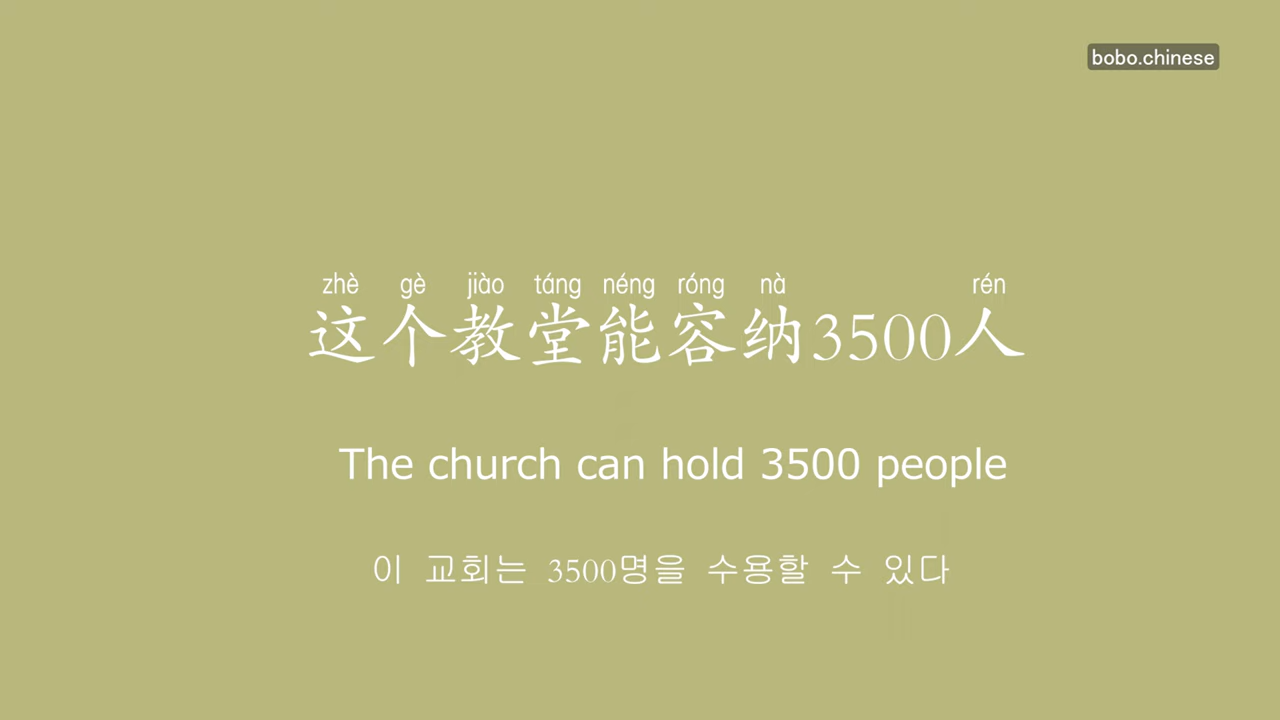 bobo.chinese
zhè gè jiào táng néng róng nà rén
这个教堂能容纳3500人
The church can hold 3500 people
이 교회는 3500명을 수용할 수 있다